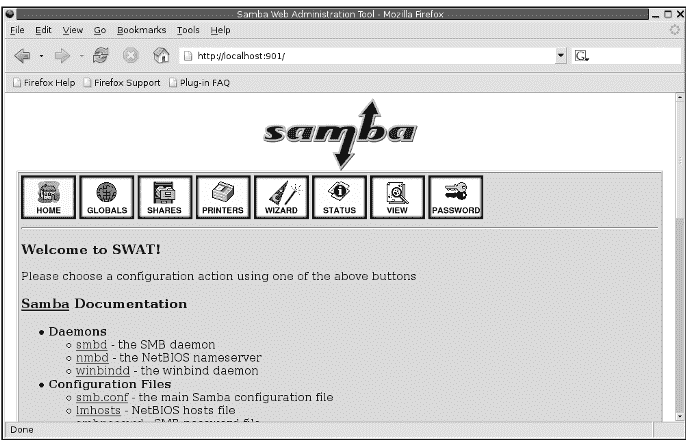 Samba Web Administration Tool - Mozilla Firefox
File Edit View Go Bookmarks Tools Help
http://localhost:901/
G
Firefox Help Firefox Support Plug-in FAQ
samba
HOME GLOBALS SHARES PRINTERS WIZARD STATUS VIEW PASSWORD
Welcome to SWAT!
Please choose a configuration action using one of the above buttons
Samba Documentation
• Daemons
◦ smbd - the SMB daemon
◦ nmbd - the NetBIOS nameserver
◦ winbindd - the winbind daemon
• Configuration Files
◦ smb.conf - the main Samba configuration file
◦ lmhosts - NetBIOS hosts file
Done